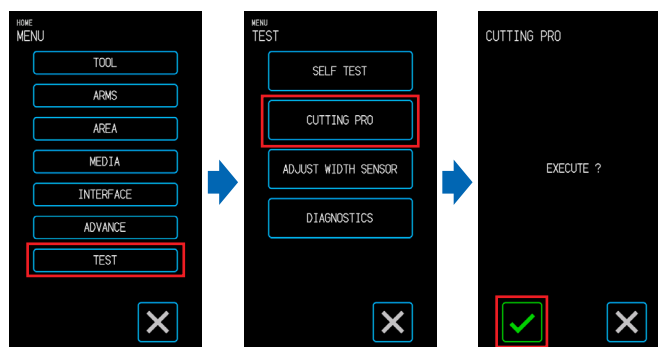 HOME
MENU
TOOL
ARMS
AREA
MEDIA
INTERFACE
ADVANCE
TEST
MENU
TEST
SELF TEST
CUTTING PRO
ADJUST WIDTH SENSOR
DIAGNOSTICS
CUTTING PRO
EXECUTE ?